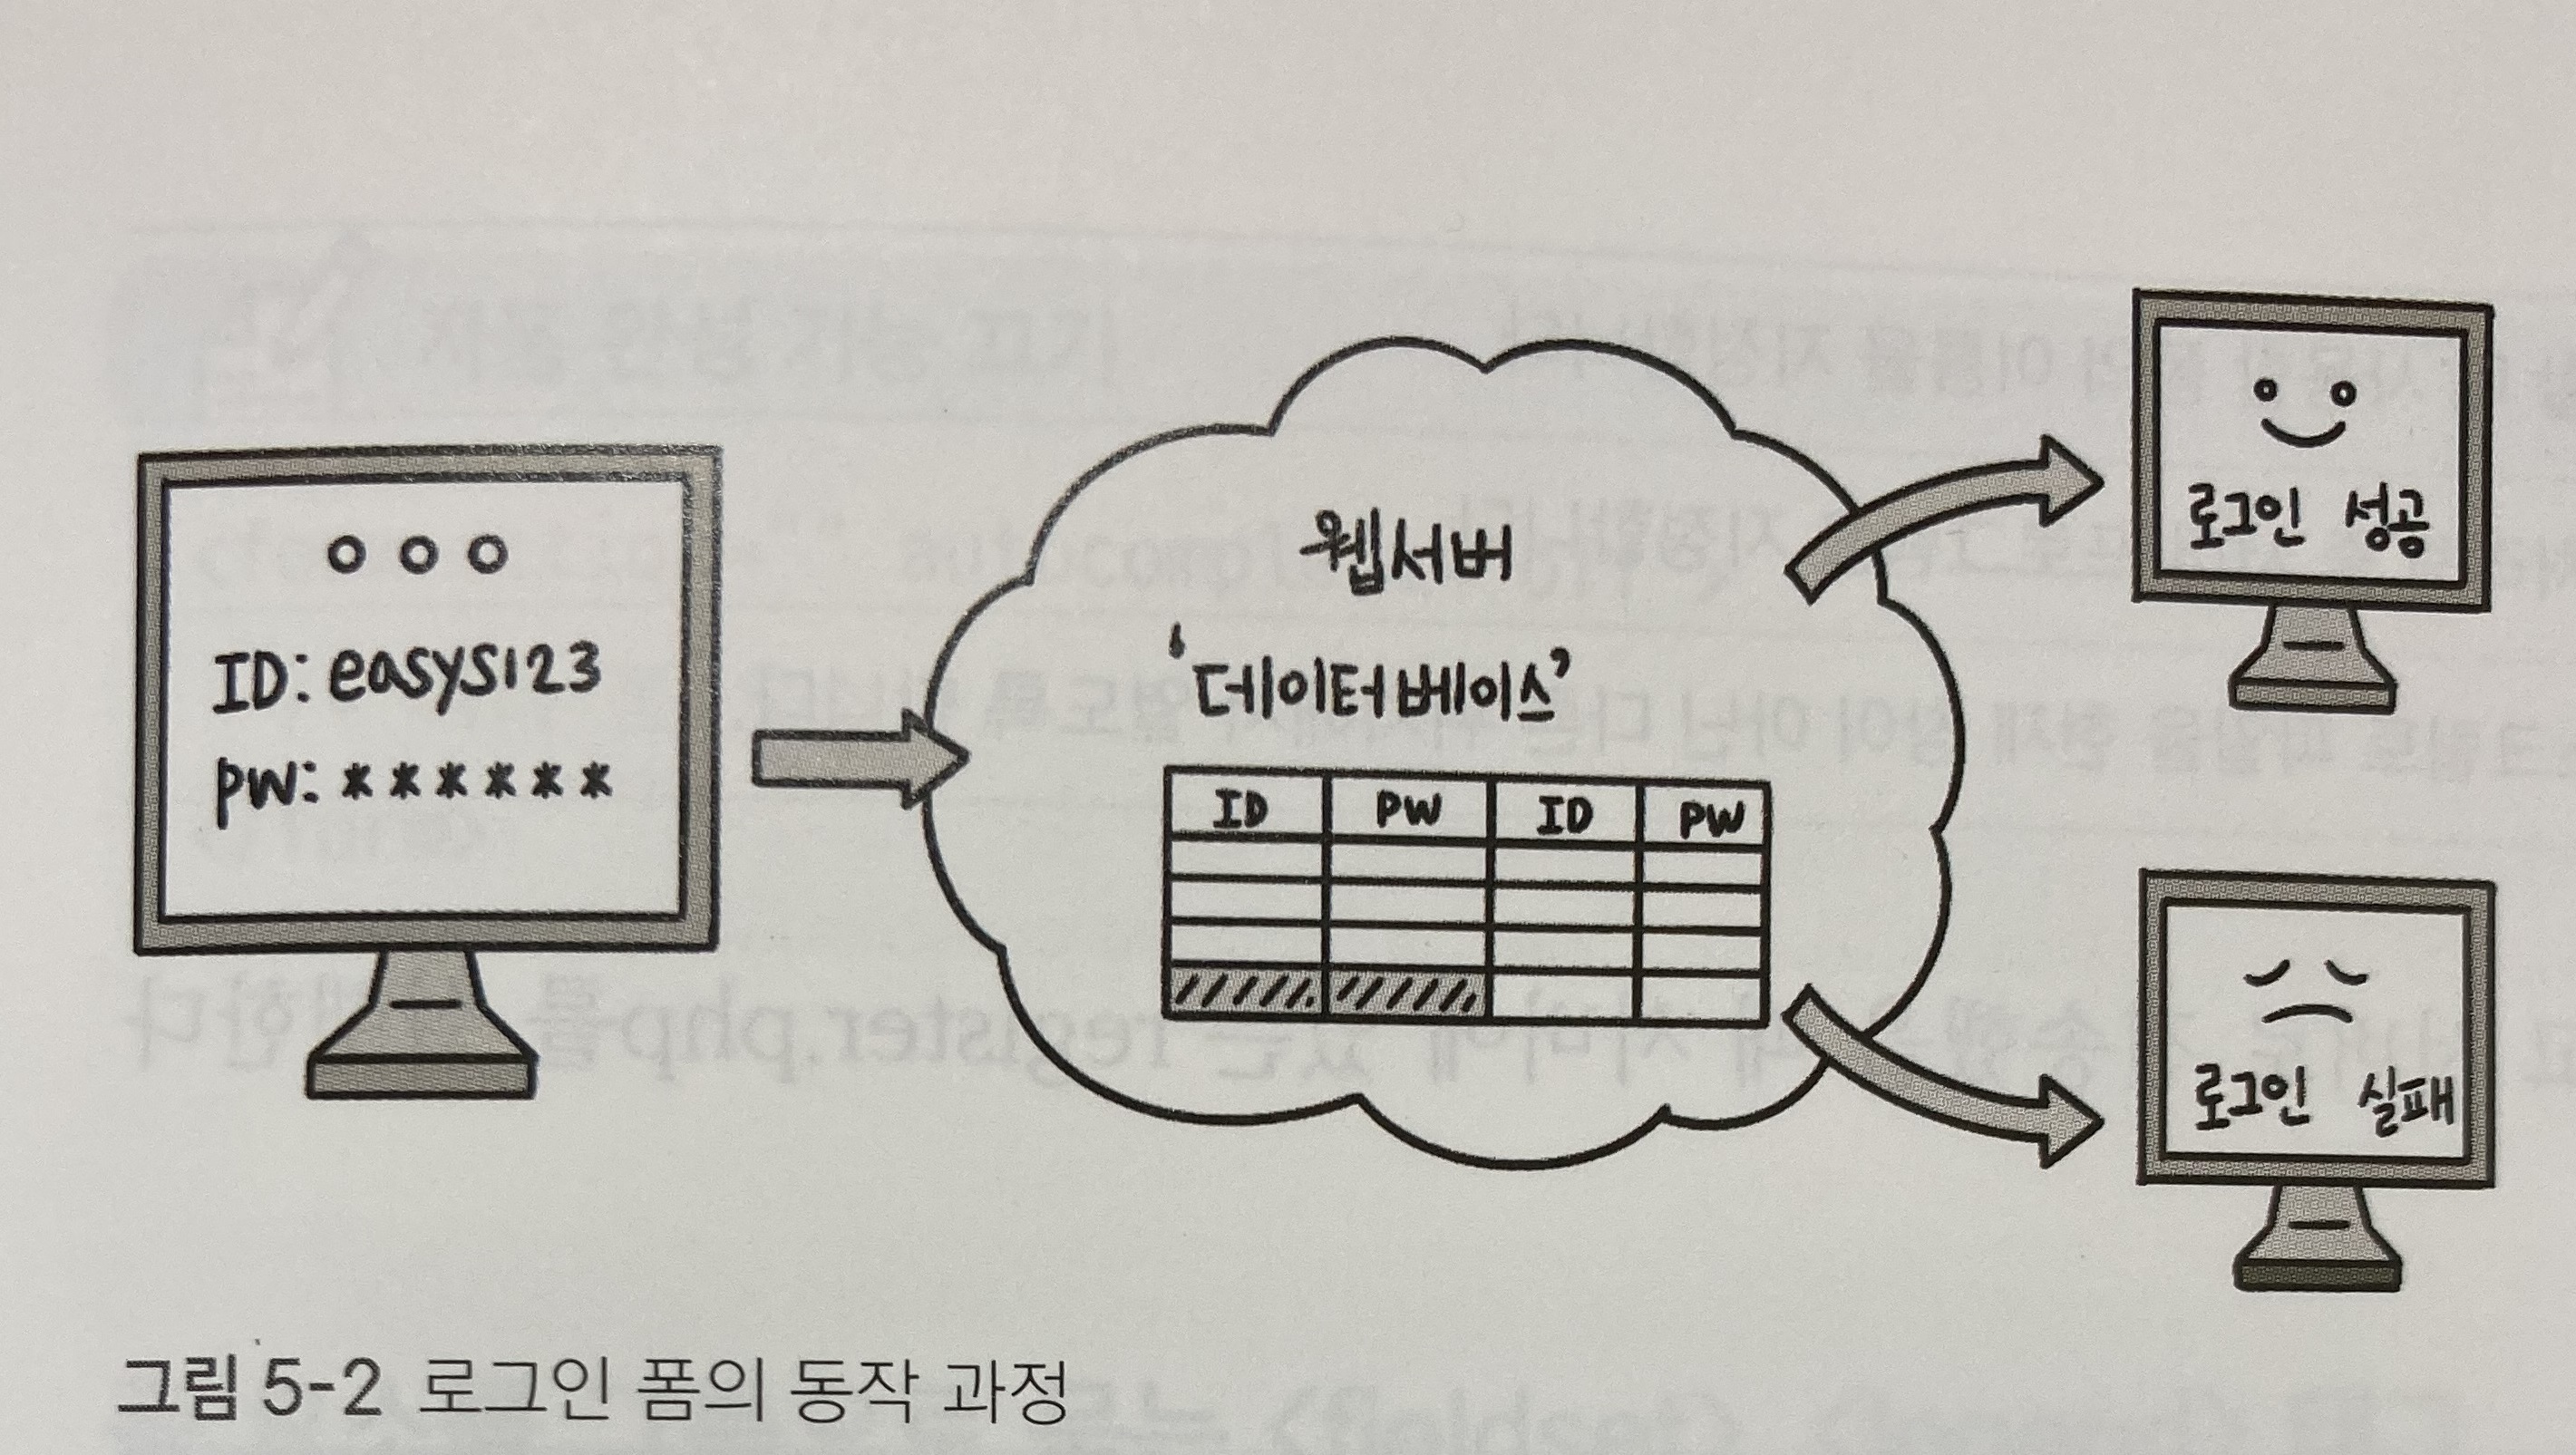 ID: easys123
PW: ******
웹서버
'데이터베이스'
ID PW ID PW
로그인 성공
로그인 실패
그림 5-2 로그인 폼의 동작 과정